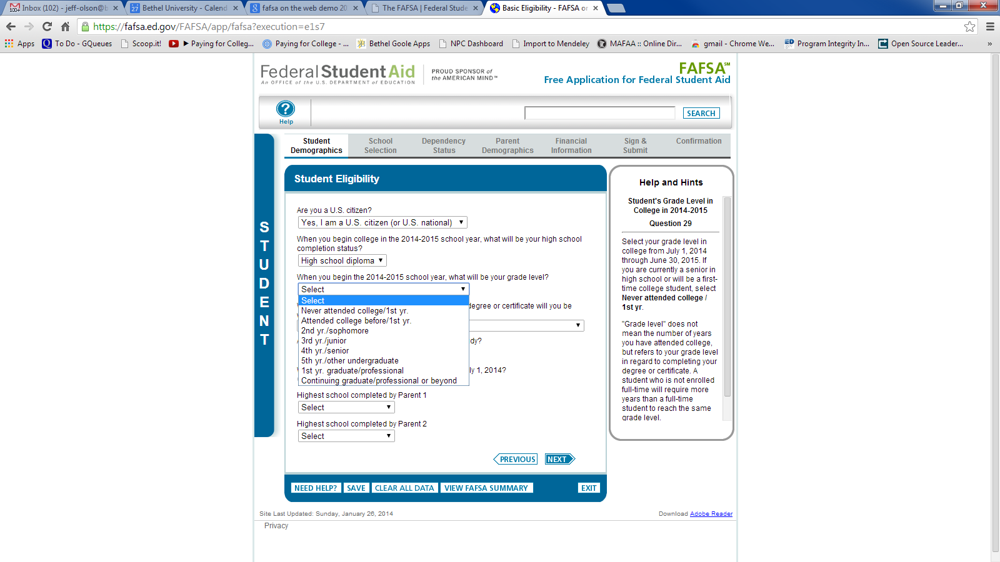 Inbox (102) - jeff-olson@b
Bethel University - Calend
fafsa on the web demo 20
The FAFSA | Federal Stude
Basic Eligibility - FAFSA or
https://fafsa.ed.gov/FAFSA/app/fafsa?execution=e1s7
Apps
To Do - GQueues
Scoop.it!
► Paying for Colleg...
Paying for College - ...
Bethel Goole Apps
NPC Dashboard
Import to Mendeley
MAFAA :: Online Dir...
gmail - Chrome We...
Program Integrity In...
Open Source Leader...
»
Federal Student Aid
An OFFICE of the U.S. DEPARTMENT of EDUCATION
PROUD SPONSOR of
the AMERICAN MIND™
FAFSA℠
Free Application for Federal Student Aid
?
Help
SEARCH
Student
Demographics
School
Selection
Dependency
Status
Parent
Demographics
Financial
Information
Sign &
Submit
Confirmation
STUDENT
Student Eligibility
Are you a U.S. citizen?
Yes, I am a U.S. citizen (or U.S. national)
When you begin college in the 2014-2015 school year, what will be your high school
completion status?
High school diploma
When you begin the 2014-2015 school year, what will be your grade level?
Select
Select
Never attended college/1st yr.
Attended college before/1st yr.
2nd yr./sophomore
3rd yr./junior
4th yr./senior
5th yr./other undergraduate
1st yr. graduate/professional
Continuing graduate/professional or beyond
degree or certificate will you be
dy?
ly 1, 2014?
Highest school completed by Parent 1
Select
Highest school completed by Parent 2
Select
PREVIOUS
NEXT
NEED HELP?
SAVE
CLEAR ALL DATA
VIEW FAFSA SUMMARY
EXIT
Help and Hints
Student's Grade Level in
College in 2014-2015
Question 29
Select your grade level in
college from July 1, 2014
through June 30, 2015. If
you are currently a senior in
high school or will be a first-
time college student, select
Never attended college /
1st yr.
"Grade level" does not
mean the number of years
you have attended college,
but refers to your grade level
in regard to completing your
degree or certificate. A
student who is not enrolled
full-time will require more
years than a full-time
student to reach the same
grade level.
Site Last Updated: Sunday, January 26, 2014
Download Adobe Reader
Privacy